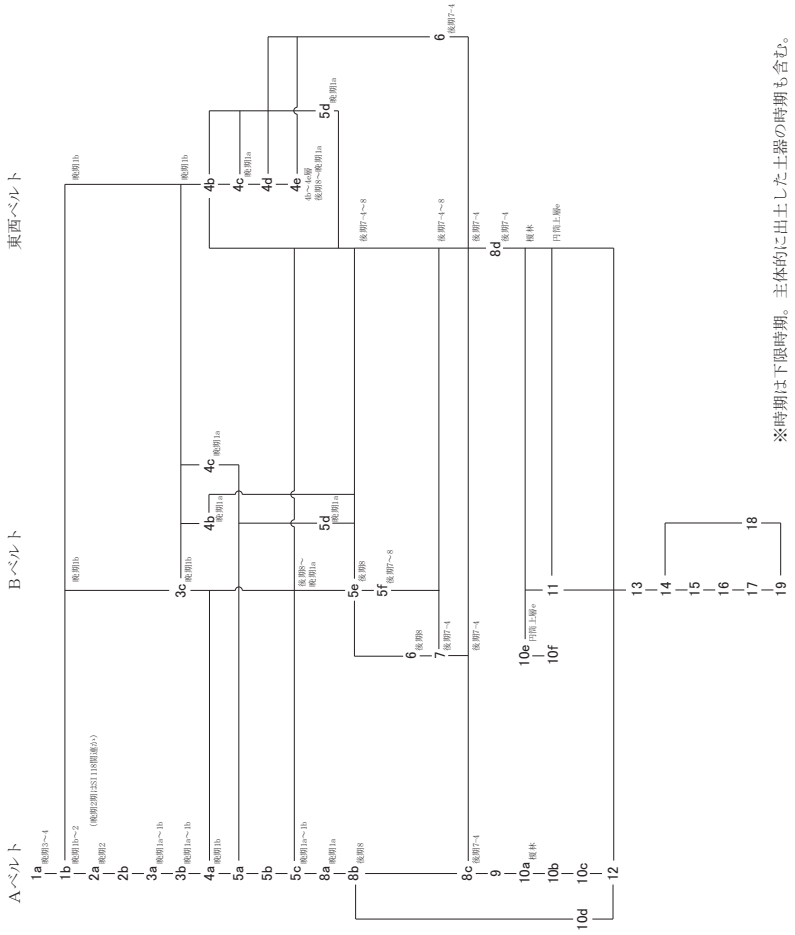 Aベルト
1a 晩期3～4
1b 晩期1b～2
2a 晩期2
(晩期2期はSI118関連か)
2b
3a 晩期1a～1b
3b 晩期1a～1b
4a 晩期1b
5a
5b
5c 晩期1a～1b
8a 晩期1a
8b 後期8
8c 後期7-4
9
10a 榎林
10b
10c
12
10d
Bベルト
晩期1b
3c 晩期1b
4b 晩期1a
4c 晩期1a
後期8～
晩期1a
5d 晩期1a
5e 後期8
5f 後期7～8
6 後期8
7 後期7-4
後期7-4
10e 円筒上層e
10f
11
13
14
15
16
17
18
19
東西ベルト
晩期1b
晩期1b
4b
4c 晩期1a
4d
4e
4b～4e層
後期8～晩期1a
5d 晩期1a
後期7-4～8
6 後期7-4
後期7-4～8
後期7-4
8d 後期7-4
榎林
円筒上層e
※時期は下限時期。主体的に出土した土器の時期も含む。